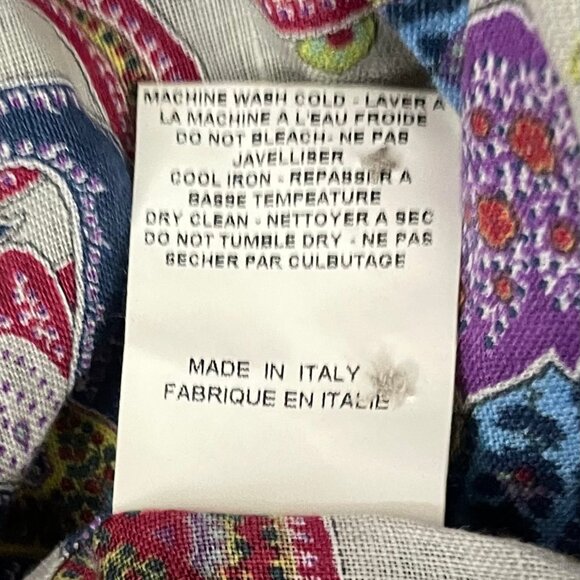 MACHINE WASH COLD - LAVER A
LA MACHINE A L'EAU FROIDE
DO NOT BLEACH- NE PAS
JAVELLISER
COOL IRON - REPASSER A
BASSE TEMPEATURE
DRY CLEAN - NETTOYER A SEC
DO NOT TUMBLE DRY - NE PAS
SECHER PAR CULBUTAGE
MADE IN ITALY
FABRIQUE EN ITALIE